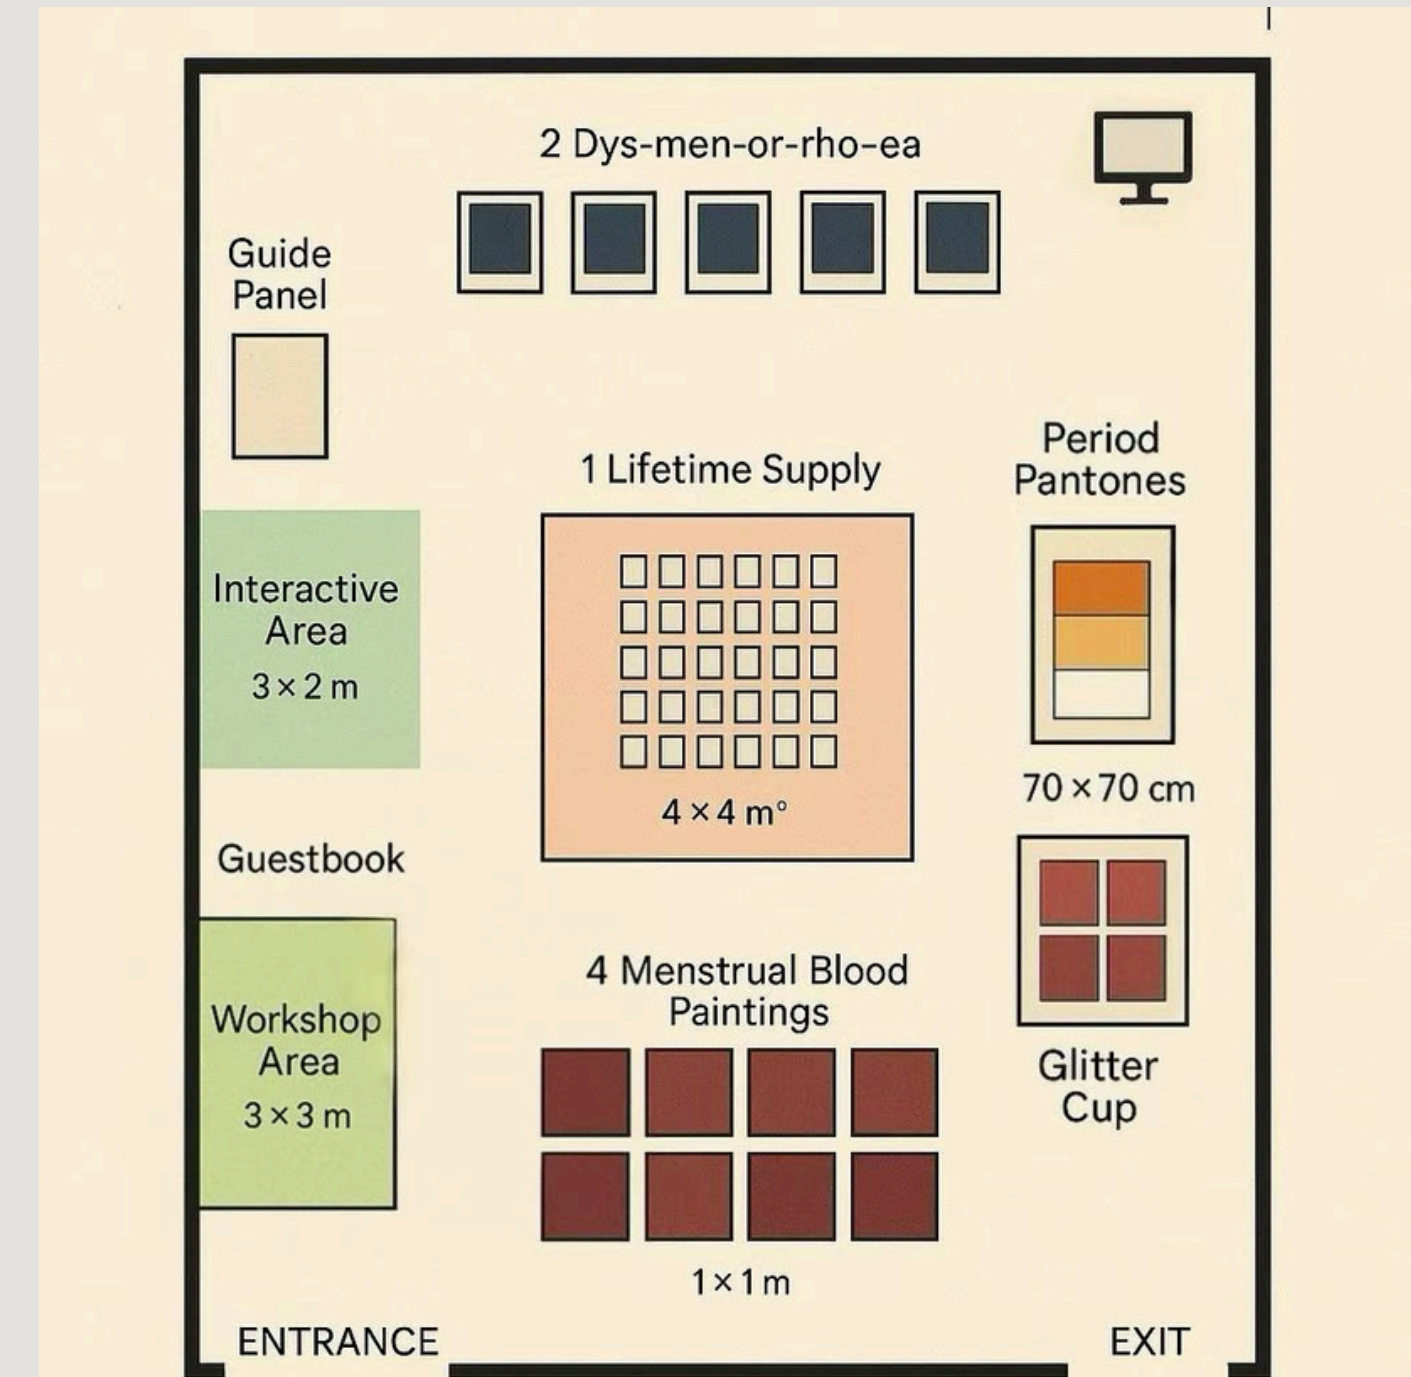 2 Dys-men-or-rho-ea
Guide
Panel
1 Lifetime Supply
Period
Pantones
Interactive
Area
3 × 2 m
4 × 4 m°
70 × 70 cm
Guestbook
Workshop
Area
3 × 3 m
4 Menstrual Blood
Paintings
1 × 1 m
Glitter
Cup
ENTRANCE
EXIT